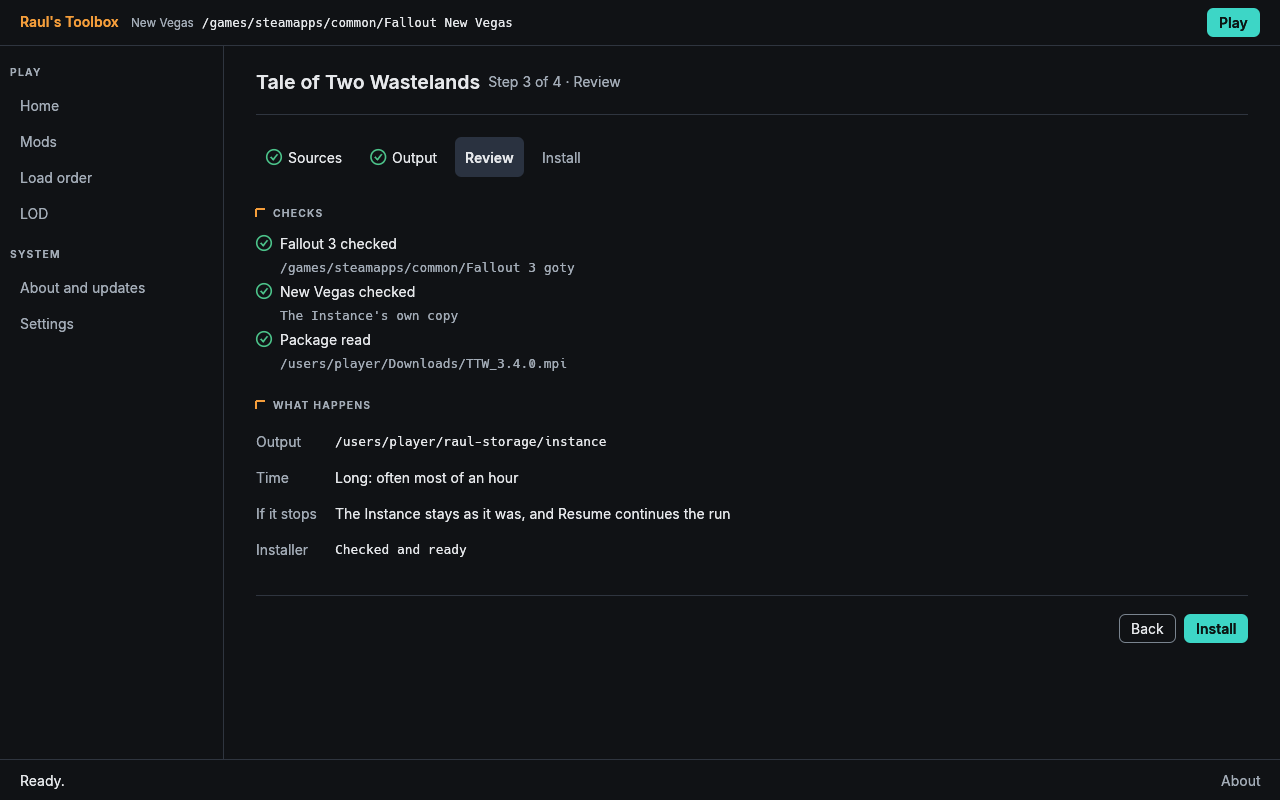 Raul's Toolbox New Vegas /games/steamapps/common/Fallout New Vegas Play
PLAY
Home
Mods
Load order
LOD
SYSTEM
About and updates
Settings
Tale of Two Wastelands Step 3 of 4 · Review
Sources Output Review Install
CHECKS
Fallout 3 checked
/games/steamapps/common/Fallout 3 goty
New Vegas checked
The Instance's own copy
Package read
/users/player/Downloads/TTW_3.4.0.mpi
WHAT HAPPENS
Output /users/player/raul-storage/instance
Time Long: often most of an hour
If it stops The Instance stays as it was, and Resume continues the run
Installer Checked and ready
Back Install
Ready. About